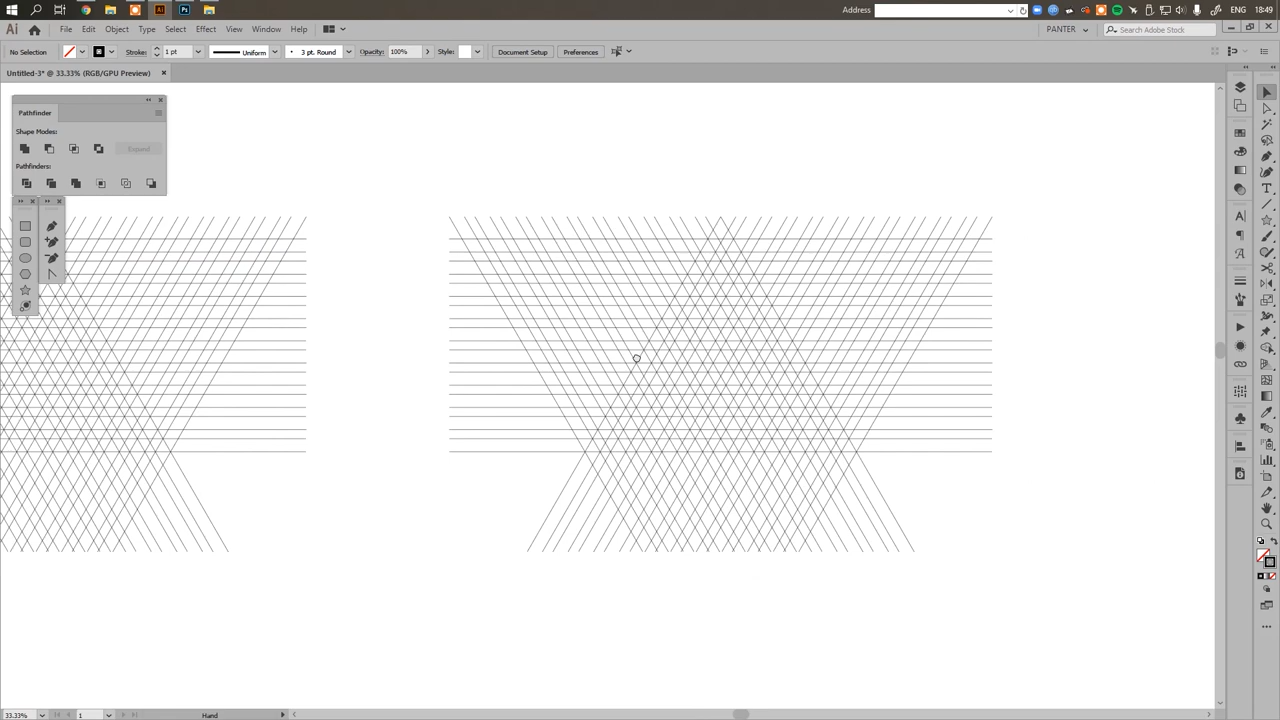 Address
ENG 18:49
Ai File Edit Object Type Select Effect View Window Help PANTER Search Adobe Stock
No Selection Stroke: 1 pt Uniform 3 pt. Round Opacity: 100% Style: Document Setup Preferences
Untitled-3* @ 33.33% (RGB/GPU Preview)
Pathfinder
Shape Modes:
Expand
Pathfinders:
33.33% 1 Hand